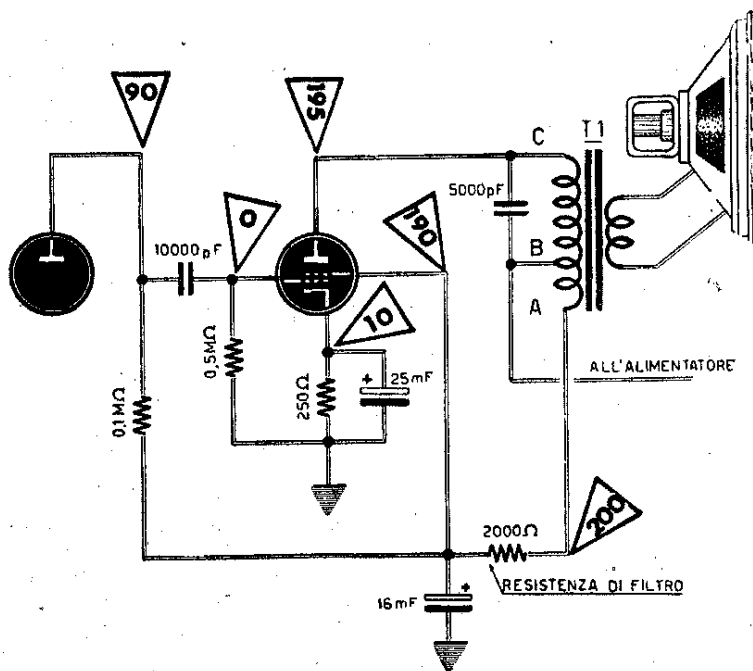 90
195
C
T1
5000pF
190
0
10000pF
B
A
10
0,5MΩ
250Ω
+
25mF
ALL'ALIMENTATORE
0,1MΩ
200
2000Ω
RESISTENZA DI FILTRO
+
16mF